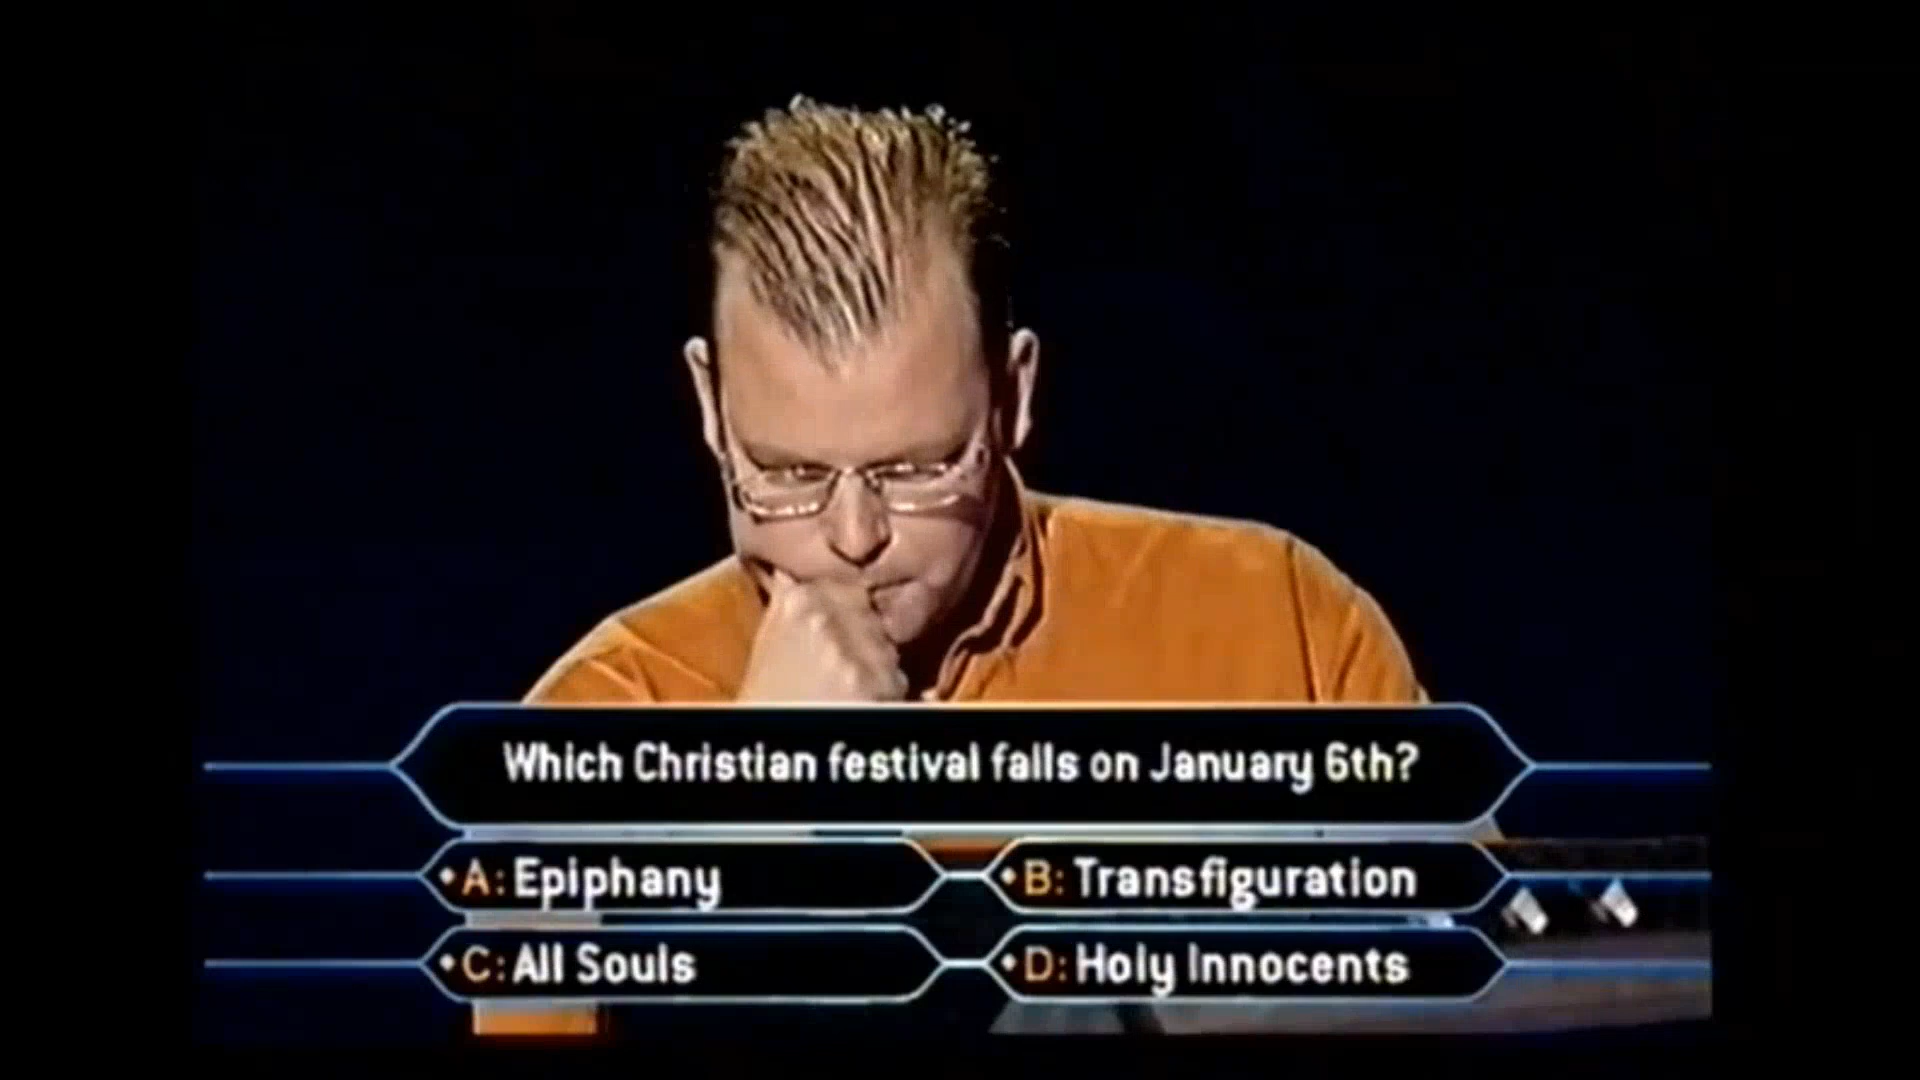 Which Christian festival falls on January 6th?
A: Epiphany
B: Transfiguration
C: All Souls
D: Holy Innocents